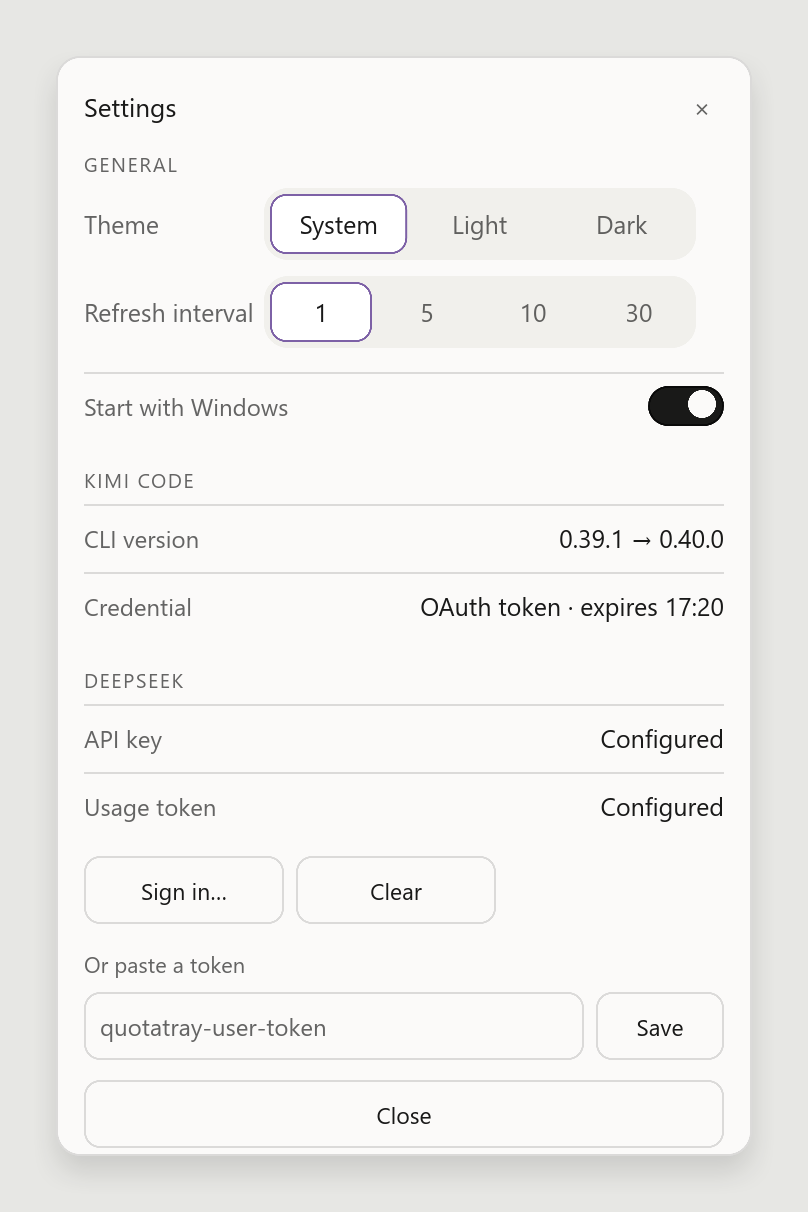 Settings ×
GENERAL
Theme System Light Dark
Refresh interval 1 5 10 30
Start with Windows
KIMI CODE
CLI version 0.39.1 → 0.40.0
Credential OAuth token · expires 17:20
DEEPSEEK
API key Configured
Usage token Configured
Sign in... Clear
Or paste a token
quotatray-user-token Save
Close